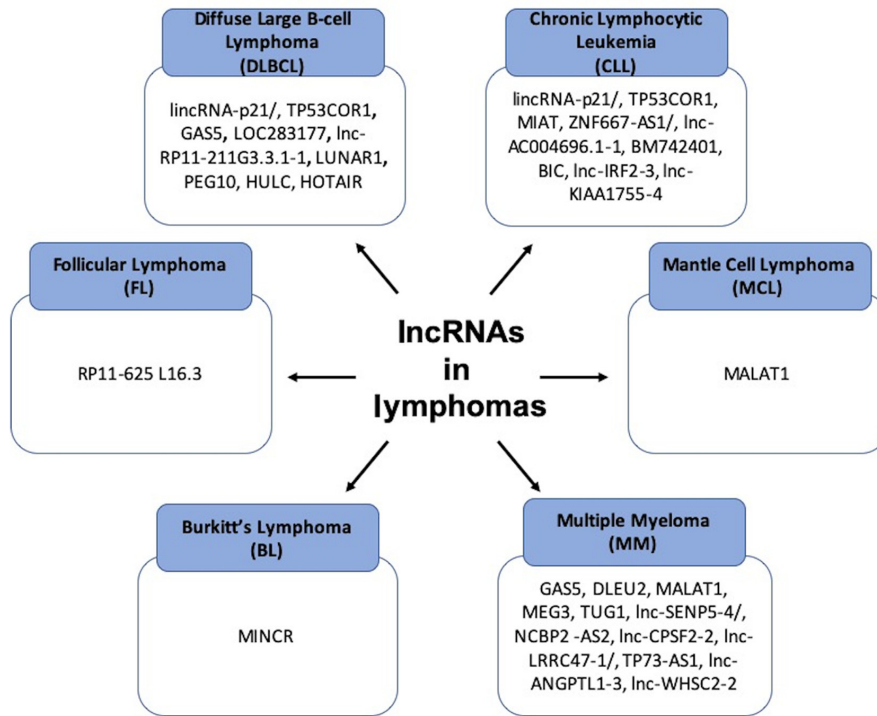 Diffuse Large B-cell
Lymphoma
(DLBCL)
lincRNA-p21/, TP53COR1,
GAS5, LOC283177, lnc-
RP11-211G3.3.1-1, LUNAR1,
PEG10, HULC, HOTAIR
Chronic Lymphocytic
Leukemia
(CLL)
lincRNA-p21/, TP53COR1,
MIAT, ZNF667-AS1/, lnc-
AC004696.1-1, BM742401,
BIC, lnc-IRF2-3, lnc-
KIAA1755-4
Follicular Lymphoma
(FL)
RP11-625 L16.3
lncRNAs
in
lymphomas
Mantle Cell Lymphoma
(MCL)
MALAT1
Burkitt’s Lymphoma
(BL)
MINCR
Multiple Myeloma
(MM)
GAS5, DLEU2, MALAT1,
MEG3, TUG1, lnc-SENP5-4/,
NCBP2 -AS2, lnc-CPSF2-2, lnc-
LRRC47-1/, TP73-AS1, lnc-
ANGPTL1-3, lnc-WHSC2-2